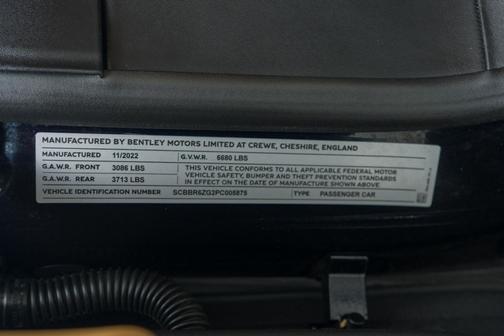 MANUFACTURED BY BENTLEY MOTORS LIMITED AT CREWE, CHESHIRE, ENGLAND
MANUFACTURED 11/2022 G.V.W.R. 6680 LBS
G.A.W.R. FRONT 3086 LBS
G.A.W.R. REAR 3713 LBS
THIS VEHICLE CONFORMS TO ALL APPLICABLE FEDERAL MOTOR
VEHICLE SAFETY, BUMPER AND THEFT PREVENTION STANDARDS
IN EFFECT ON THE DATE OF MANUFACTURE SHOWN ABOVE
VEHICLE IDENTIFICATION NUMBER SCBBR6ZG2PC005875 TYPE PASSENGER CAR